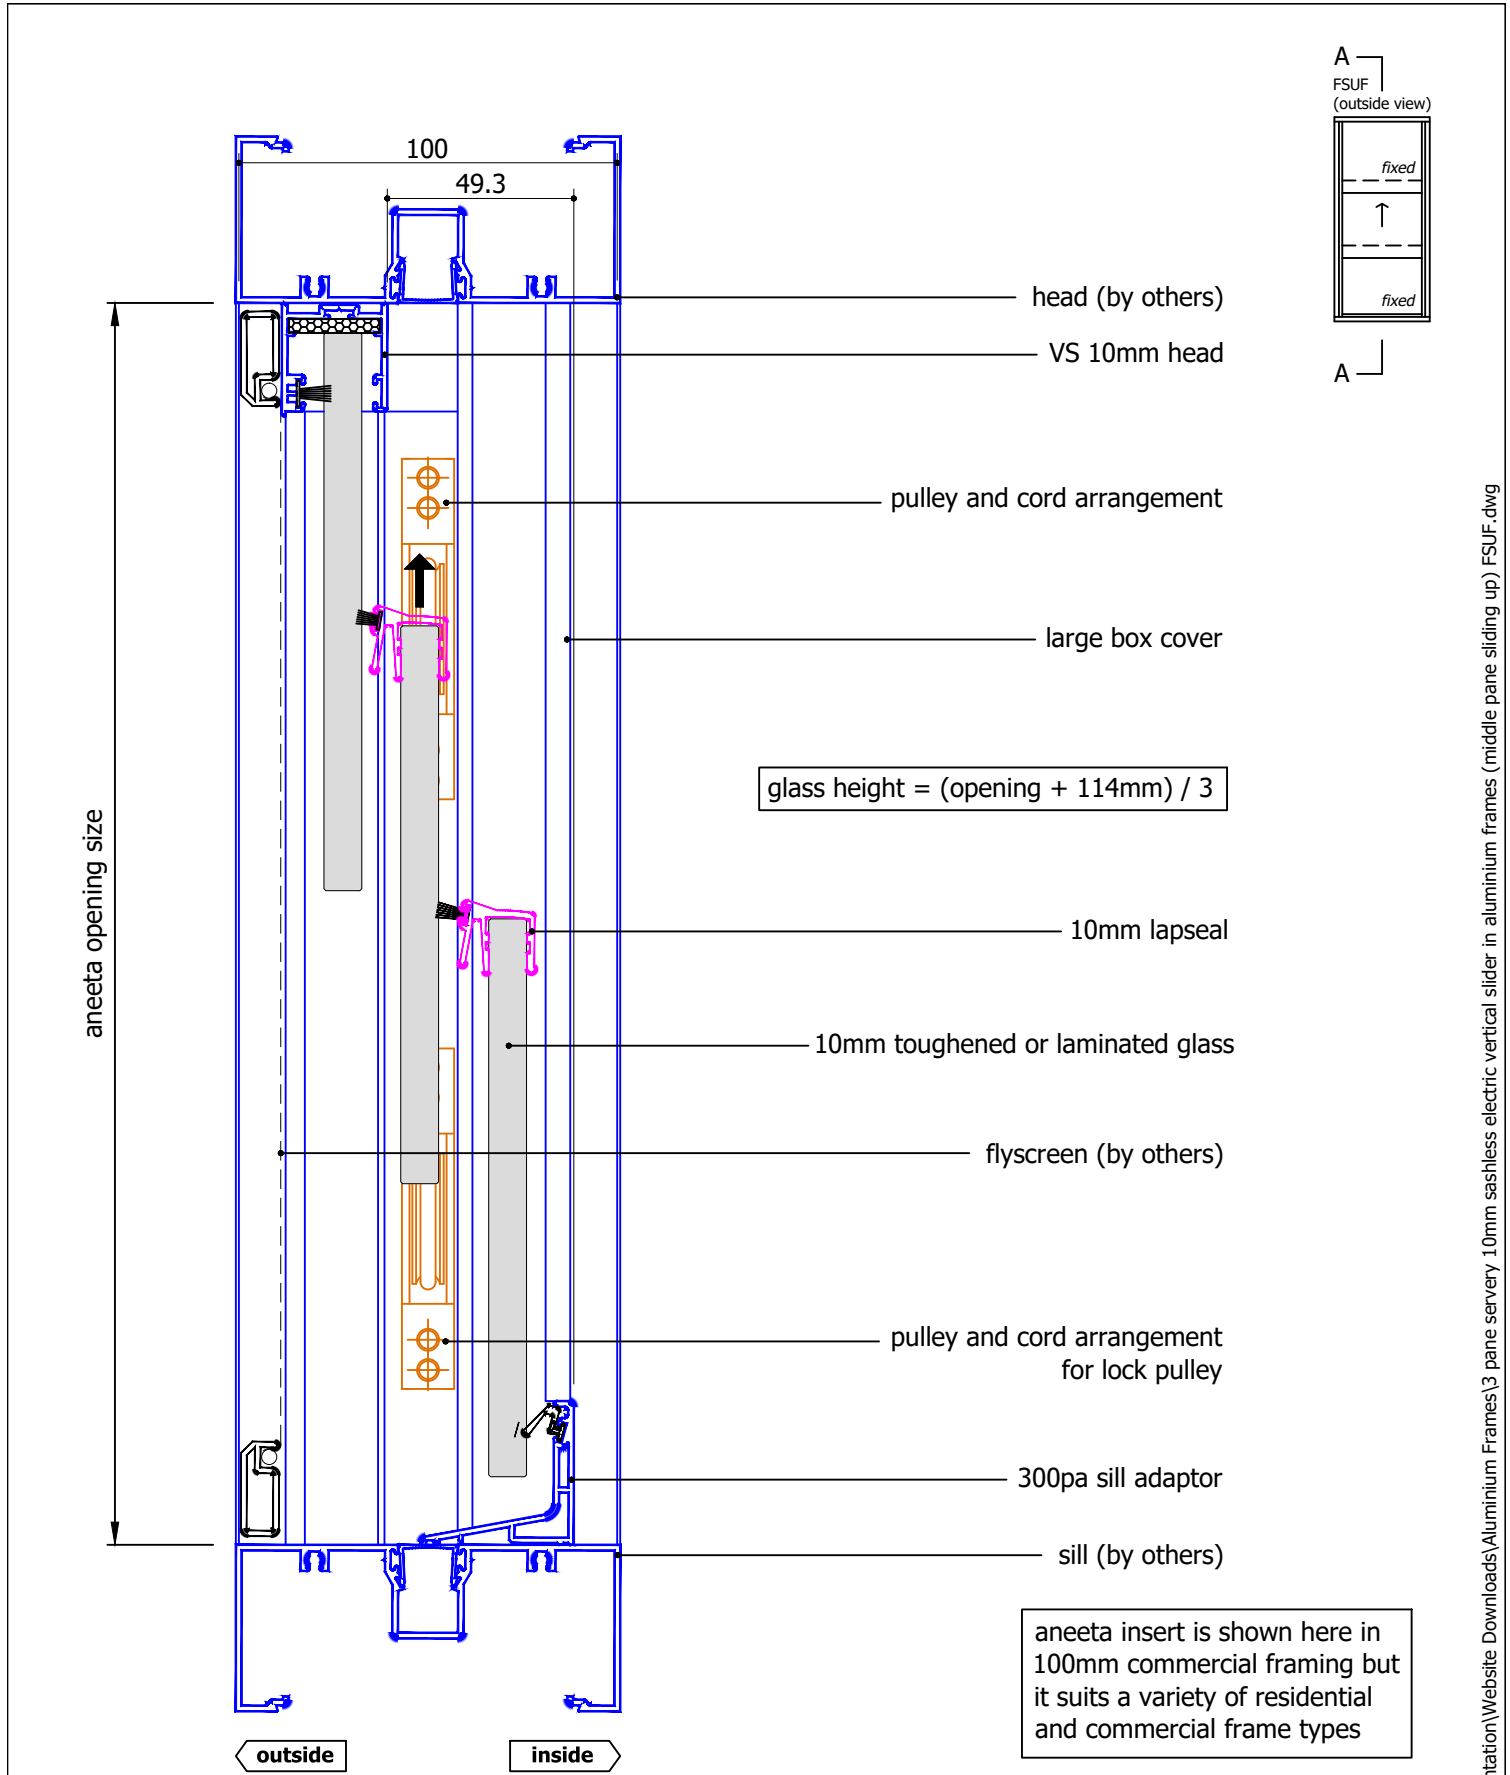 A
FSUF
(outside view)
fixed
fixed
A
100
49.3
head (by others)
VS 10mm head
pulley and cord arrangement
large box cover
glass height = (opening + 114mm) / 3
aneeta opening size
10mm lapseal
10mm toughened or laminated glass
flyscreen (by others)
pulley and cord arrangement
for lock pulley
300pa sill adaptor
sill (by others)
aneeta insert is shown here in
100mm commercial framing but
it suits a variety of residential
and commercial frame types
outside
inside
ntation\Website Downloads\Aluminium Frames\3 pane servery 10mm sashless electric vertical slider in aluminium frames (middle pane sliding up) FSUF.dwg